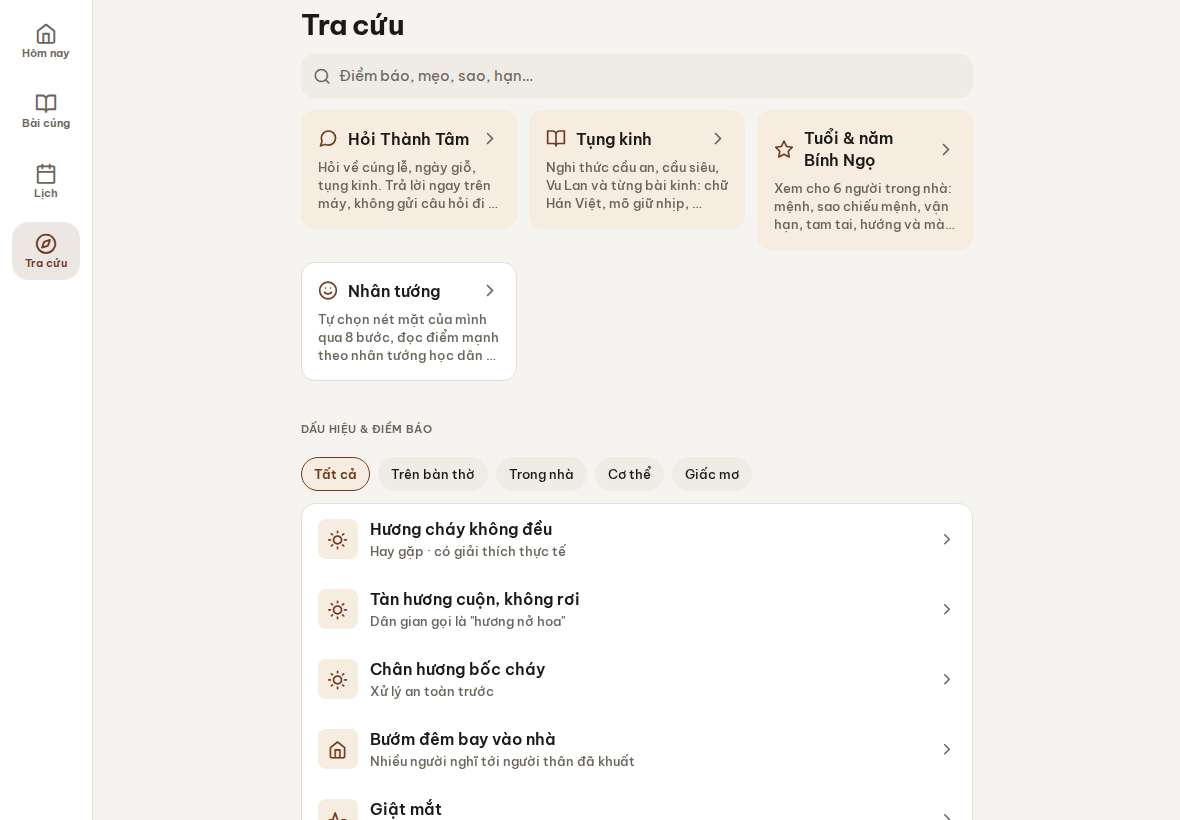 Hôm nay
Bài cúng
Lịch
Tra cứu
Tra cứu
Điềm báo, mẹo, sao, hạn…
Hỏi Thành Tâm
Hỏi về cúng lễ, ngày giỗ,
tụng kinh. Trả lời ngay trên
máy, không gửi câu hỏi đi …
Tụng kinh
Nghi thức cầu an, cầu siêu,
Vu Lan và từng bài kinh: chữ
Hán Việt, mõ giữ nhịp, …
Tuổi & năm
Bính Ngọ
Xem cho 6 người trong nhà:
mệnh, sao chiếu mệnh, vận
hạn, tam tai, hướng và mà…
Nhân tướng
Tự chọn nét mặt của mình
qua 8 bước, đọc điểm mạnh
theo nhân tướng học dân …
DẤU HIỆU & ĐIỀM BÁO
Tất cả
Trên bàn thờ
Trong nhà
Cơ thể
Giấc mơ
Hương cháy không đều
Hay gặp · có giải thích thực tế
Tàn hương cuộn, không rơi
Dân gian gọi là "hương nở hoa"
Chân hương bốc cháy
Xử lý an toàn trước
Bướm đêm bay vào nhà
Nhiều người nghĩ tới người thân đã khuất
Giật mắt